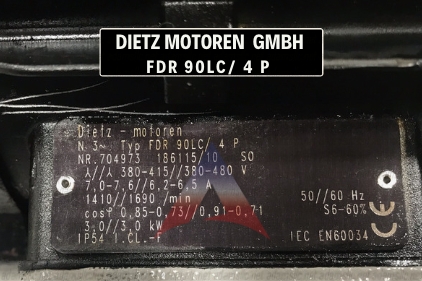 DIETZ MOTOREN GMBH
FDR 90LC/ 4 P
Dietz - motoren
N 3~ Typ FDR 90LC/ 4 P
NR.704973 186115/10 SO
⅄//⅄ 380-415//380-480 V
7,0-7,6//6,2-6,5 A
1410//1690 /min 50//60 Hz
cosᵠ 0,85-0,73//0,91-0,71 S6-60%
3,0//3,0 kW CE
IP54 I.CL.-F IEC EN60034